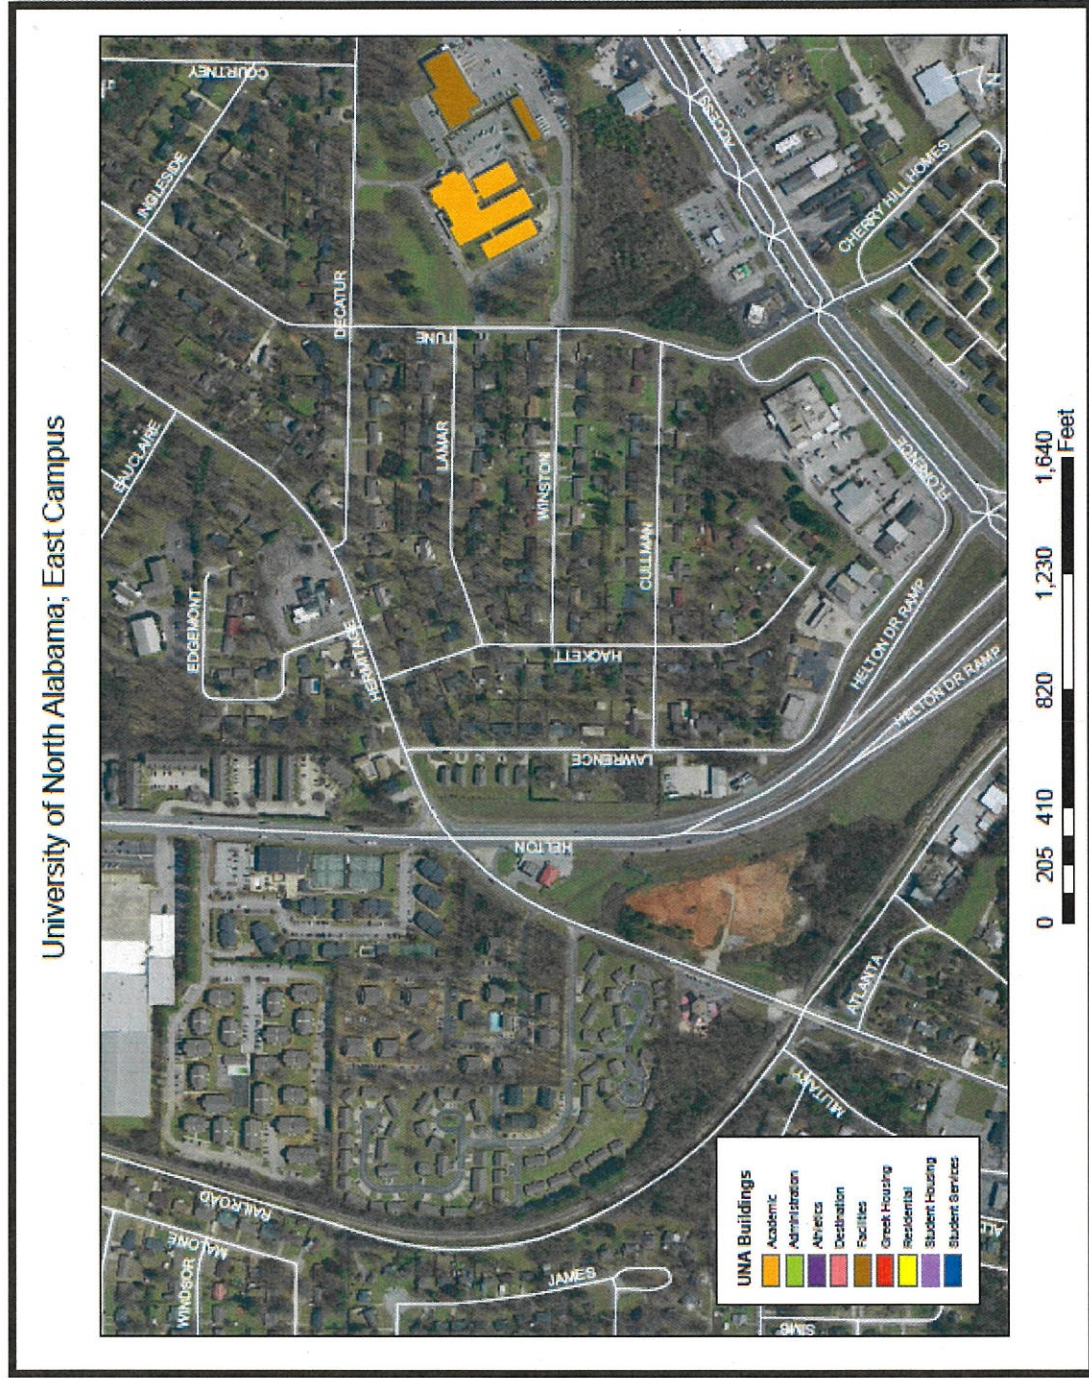 University of North Alabama; East Campus
COURTNEY
INGLESIDE
DECATUR
TUNE
EAUCLAIRE
LAMAR
WINSTON
CULLMAN
EDGEMONT
HERMITAGE
HACKETT
LAWRENCE
HELTON
ACCESS
CHERRY HILL HOMES
FLORENCE
HELTON DR RAMP
HELTON DR RAMP
ATLANTA
MILITARY
RAILROAD
MALONE
WINDSOR
JAMES
SIMS
N
UNA Buildings
Academic
Administration
Athletics
Destination
Facilities
Greek Housing
Residential
Student Housing
Student Services
0 205 410 820 1,230 1,640
Feet